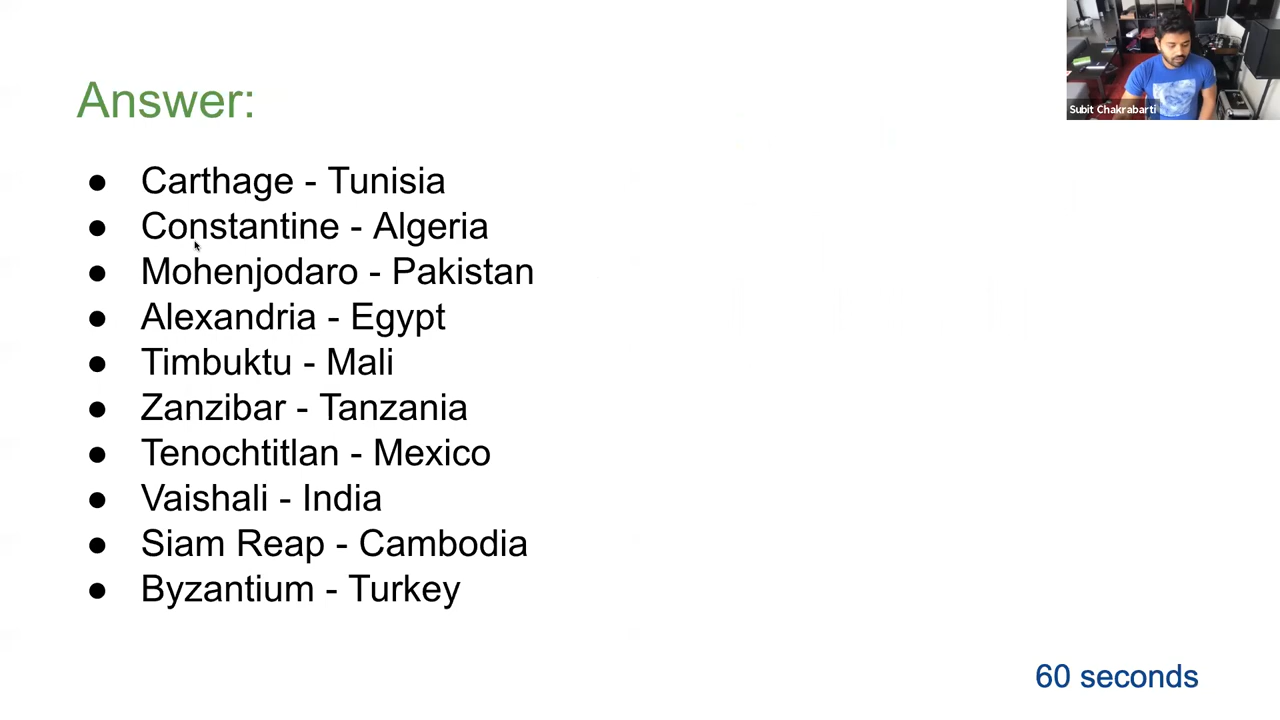 Subit Chakrabarti
Answer:
● Carthage - Tunisia
● Constantine - Algeria
● Mohenjodaro - Pakistan
● Alexandria - Egypt
● Timbuktu - Mali
● Zanzibar - Tanzania
● Tenochtitlan - Mexico
● Vaishali - India
● Siam Reap - Cambodia
● Byzantium - Turkey
60 seconds